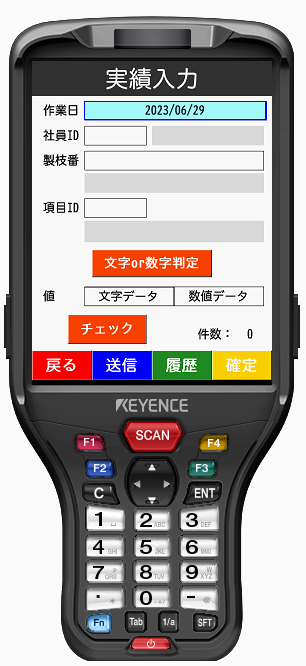 実績入力
作業日 2023/06/29
社員ID
製枝番
項目ID
文字or数字判定
値 文字データ 数値データ
チェック 件数： 0
戻る 送信 履歴 確定
KEYENCE
F1 SCAN F4
F2 F3
C ENT
1 2 ABC 3 DEF
4 GHI 5 JKL 6 MNO
7 PQRS 8 TUV 9 WXYZ
. * 0 -
Fn Tab 1/a SFT